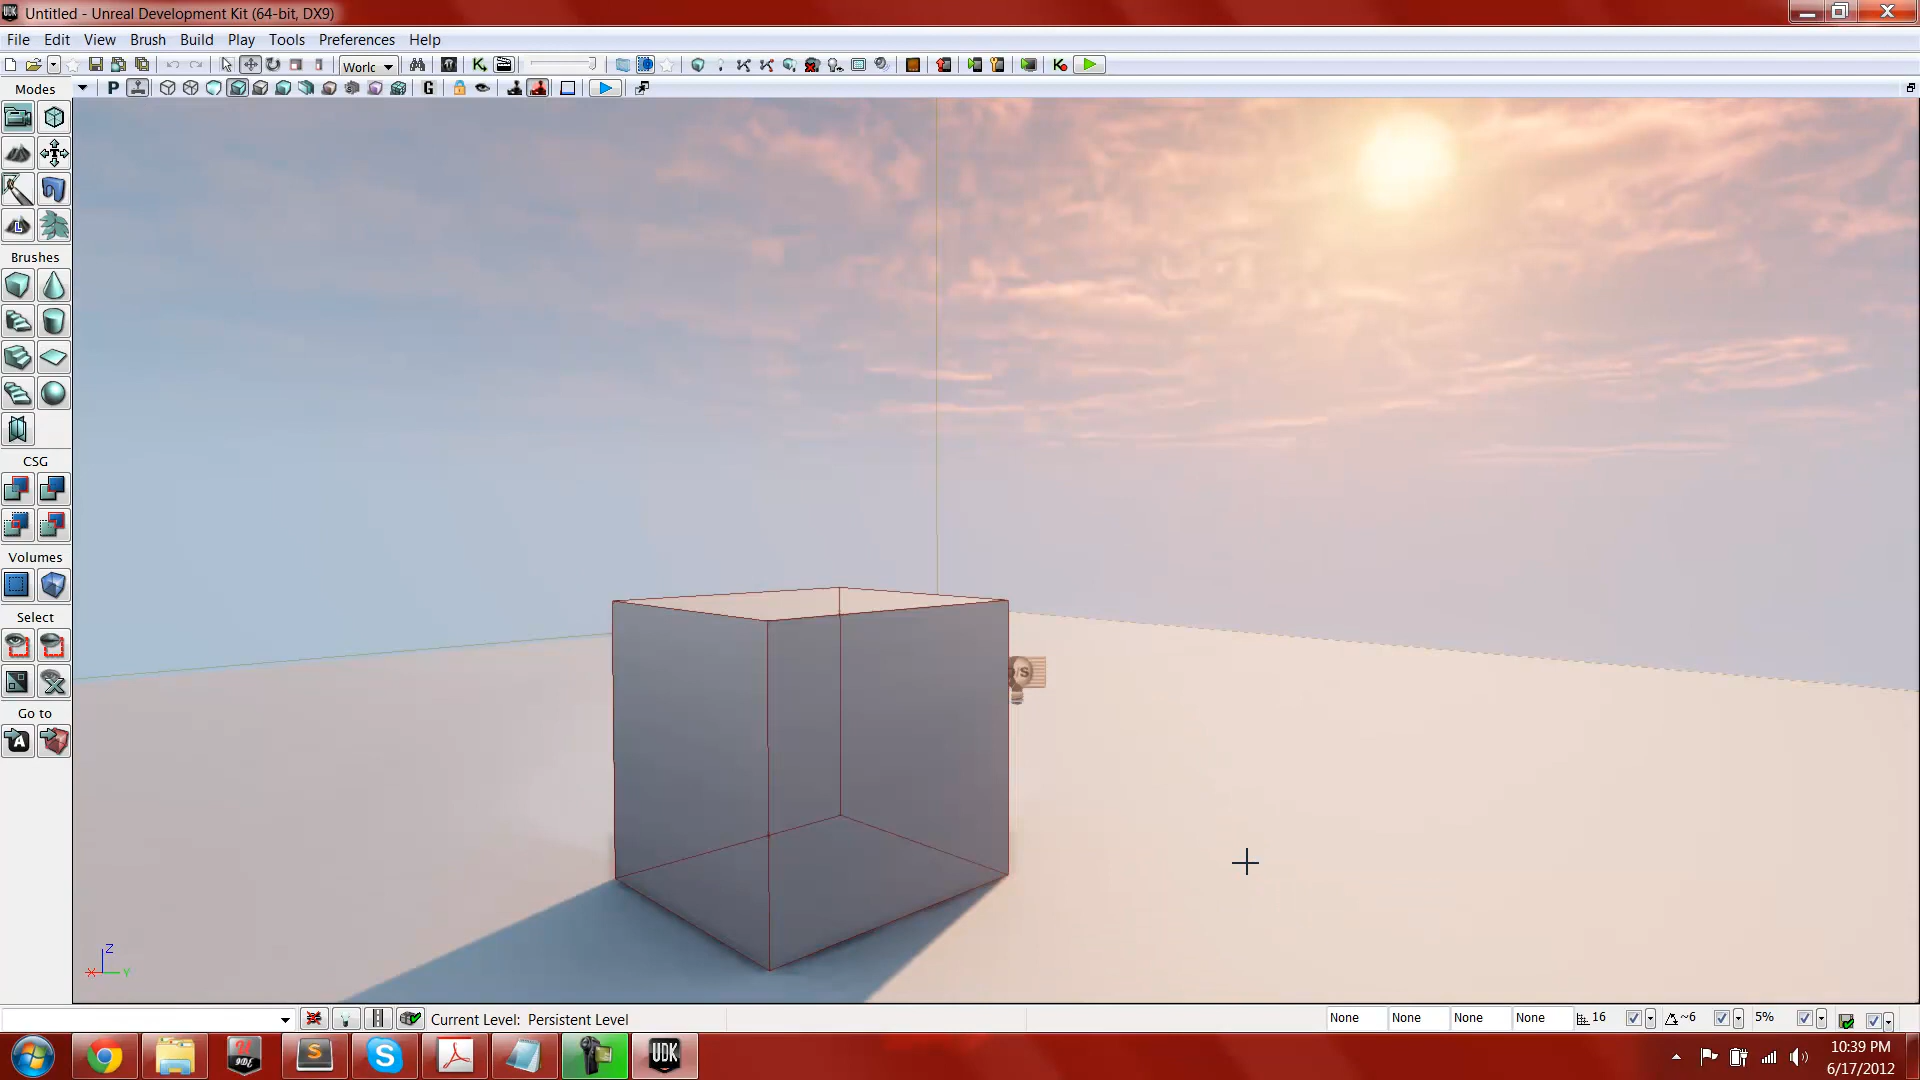 Untitled - Unreal Development Kit (64-bit, DX9)
File Edit View Brush Build Play Tools Preferences Help
Worlc
Modes
P
G
Brushes
CSG
Volumes
Select
Go to
A
S
Z
X Y
Current Level: Persistent Level
None None None None 16 ~6 5%
UDK
10:39 PM
6/17/2012